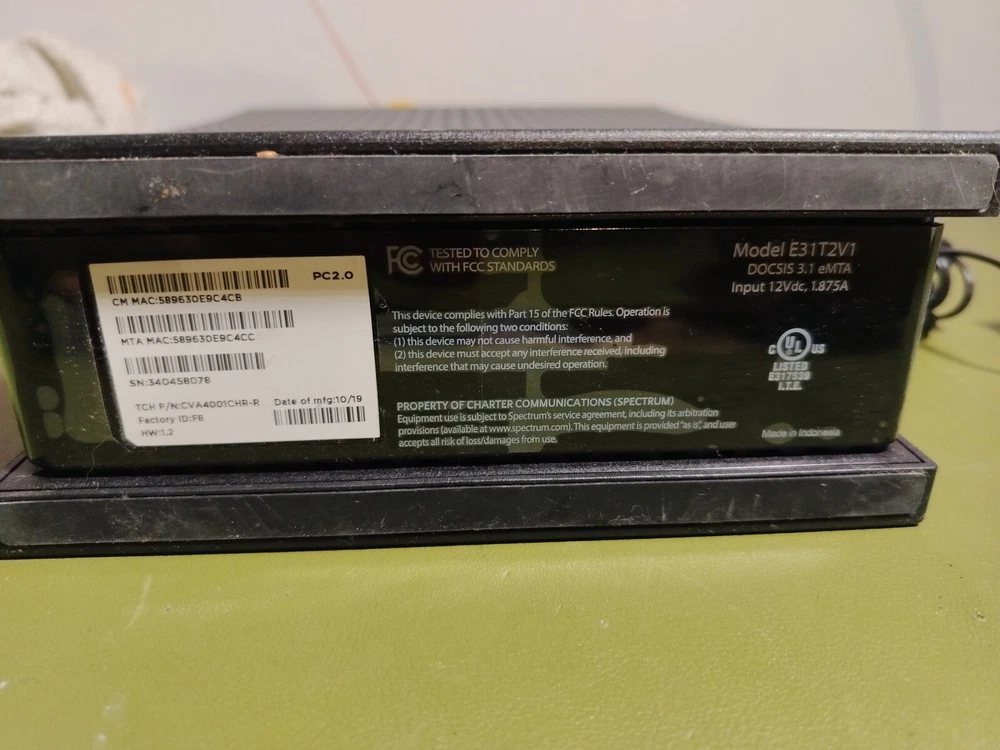 PC2.0
CM MAC:589630E9C4CB
MTA MAC:589630E9C4CC
SN:340458078
TCH P/N:CVA4001CHR-R
Date of mfg:10/19
Factory ID:FB
HW:1.2
FC TESTED TO COMPLY
WITH FCC STANDARDS
This device complies with Part 15 of the FCC Rules. Operation is
subject to the following two conditions:
(1) this device may not cause harmful interference, and
(2) this device must accept any interference received, including
interference that may cause undesired operation.
PROPERTY OF CHARTER COMMUNICATIONS (SPECTRUM)
Equipment use is subject to Spectrum's service agreement, including its arbitration
provisions (available at www.spectrum.com). This equipment is provided "as is", and user
accepts all risk of loss/damages from use.
Model E31T2V1
DOCSIS 3.1 eMTA
Input 12Vdc, 1.875A
C UL US
LISTED
E317530
I.T.E.
Made in Indonesia